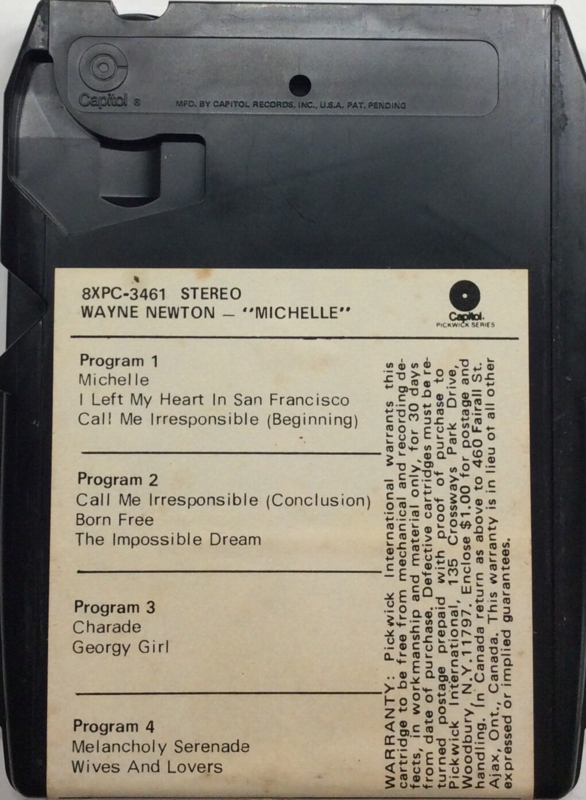 Capitol ®
MFD. BY CAPITOL RECORDS, INC., U.S.A. PAT. PENDING
8XPC-3461 STEREO
WAYNE NEWTON — "MICHELLE"
Capitol.
PICKWICK SERIES
Program 1
Michelle
I Left My Heart In San Francisco
Call Me Irresponsible (Beginning)
Program 2
Call Me Irresponsible (Conclusion)
Born Free
The Impossible Dream
Program 3
Charade
Georgy Girl
Program 4
Melancholy Serenade
Wives And Lovers
WARRANTY: Pickwick International warrants this
cartridge to be free from mechanical and recording de-
fects, in workmanship and material only, for 30 days
from date of purchase. Defective cartridges must be re-
turned postage prepaid with proof of purchase to
Pickwick International, 135 Crossways Park Drive,
Woodbury, N.Y.11797. Enclose $1.00 for postage and
handling. In Canada return as above to 460 Fairall St.
Ajax, Ont., Canada. This warranty is in lieu of all other
expressed or implied guarantees.